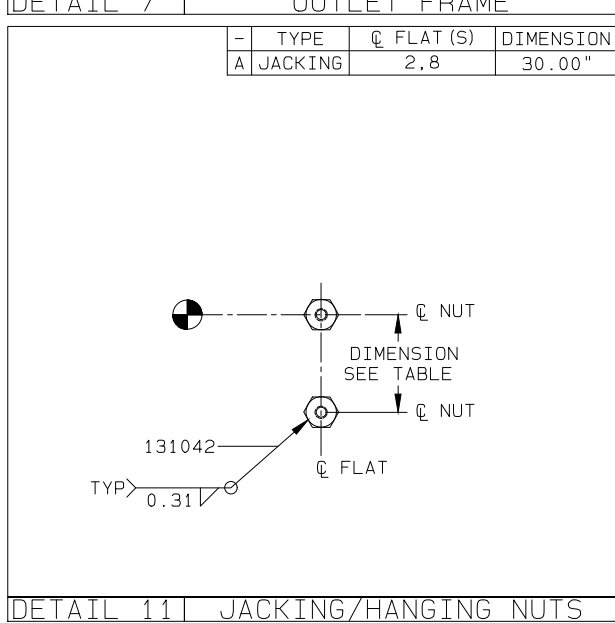 DETAIL 7 OUTLET FRAME
- TYPE ℄ FLAT(S) DIMENSION
A JACKING 2,8 30.00"
℄ NUT
DIMENSION
SEE TABLE
℄ NUT
131042
℄ FLAT
TYP
0.31
DETAIL 11 JACKING/HANGING NUTS